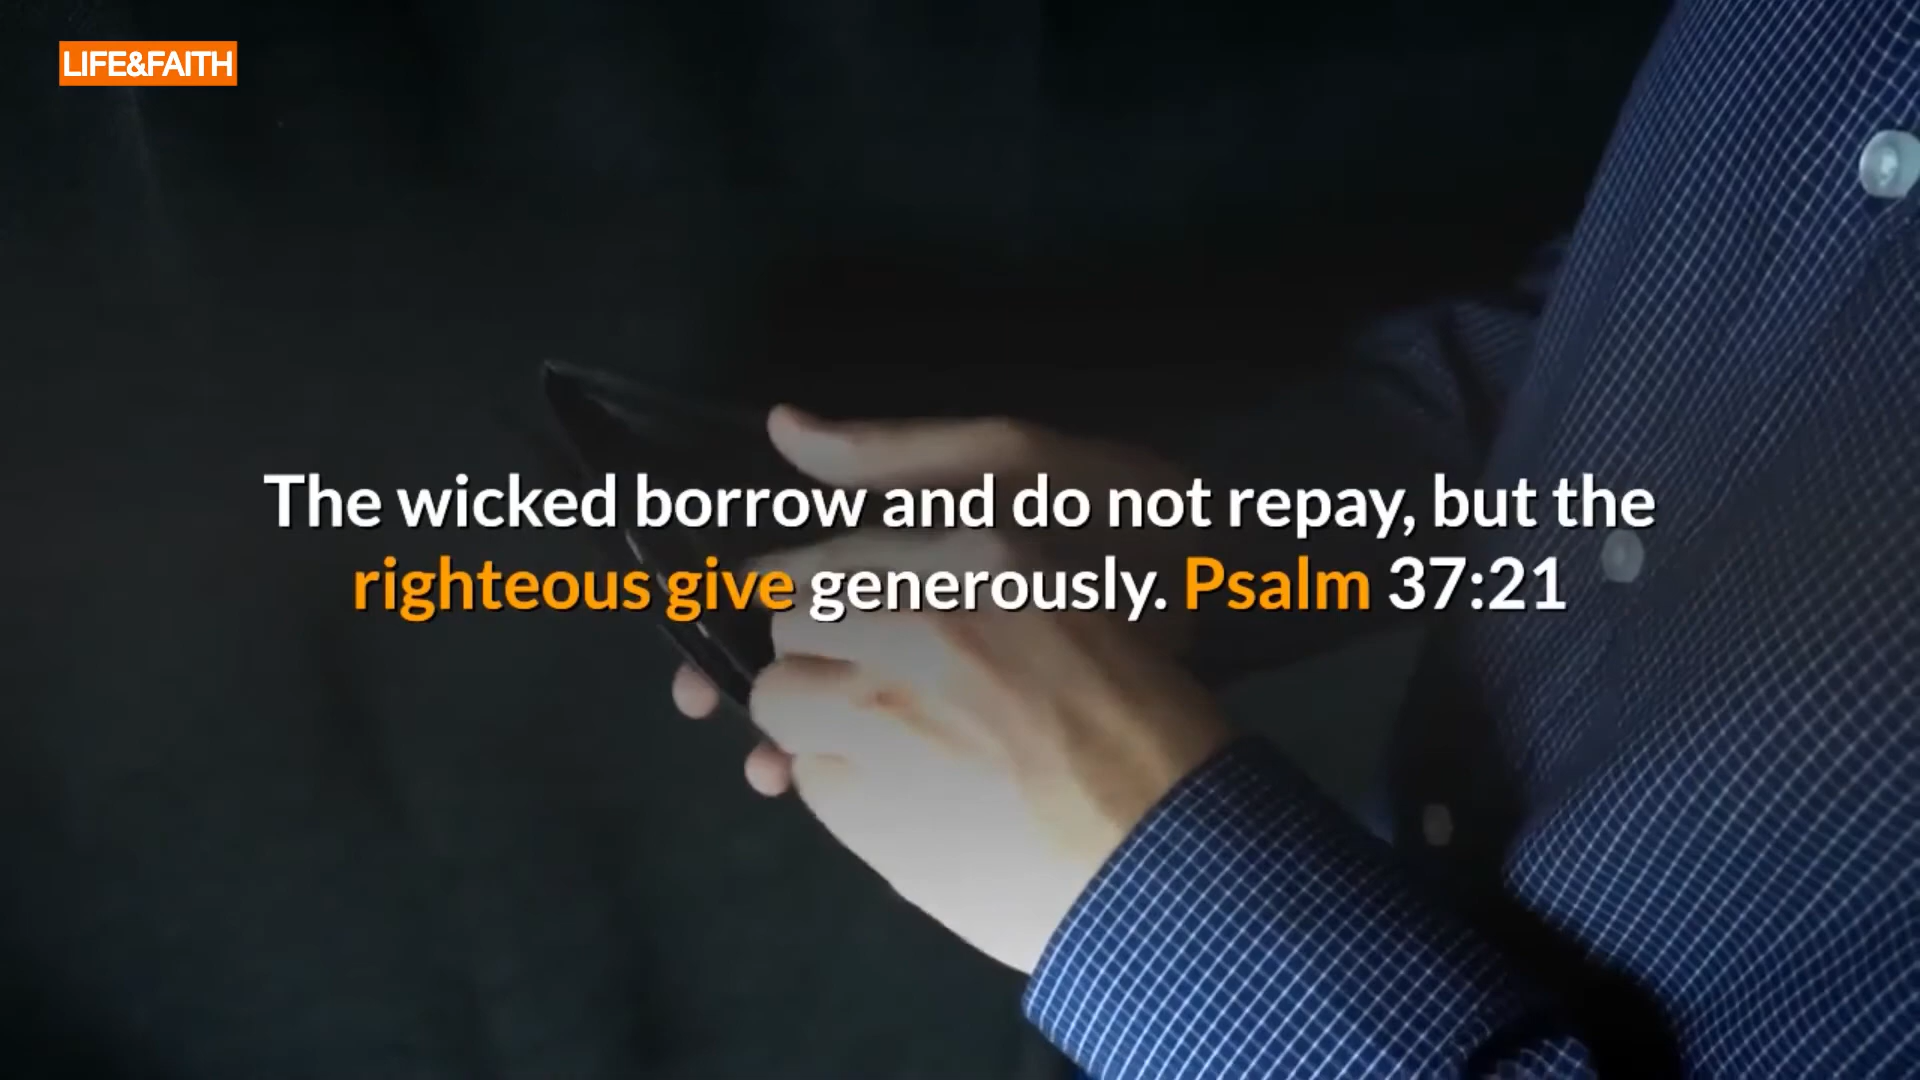 LIFE&FAITH
The wicked borrow and do not repay, but the
righteous give generously. Psalm 37:21